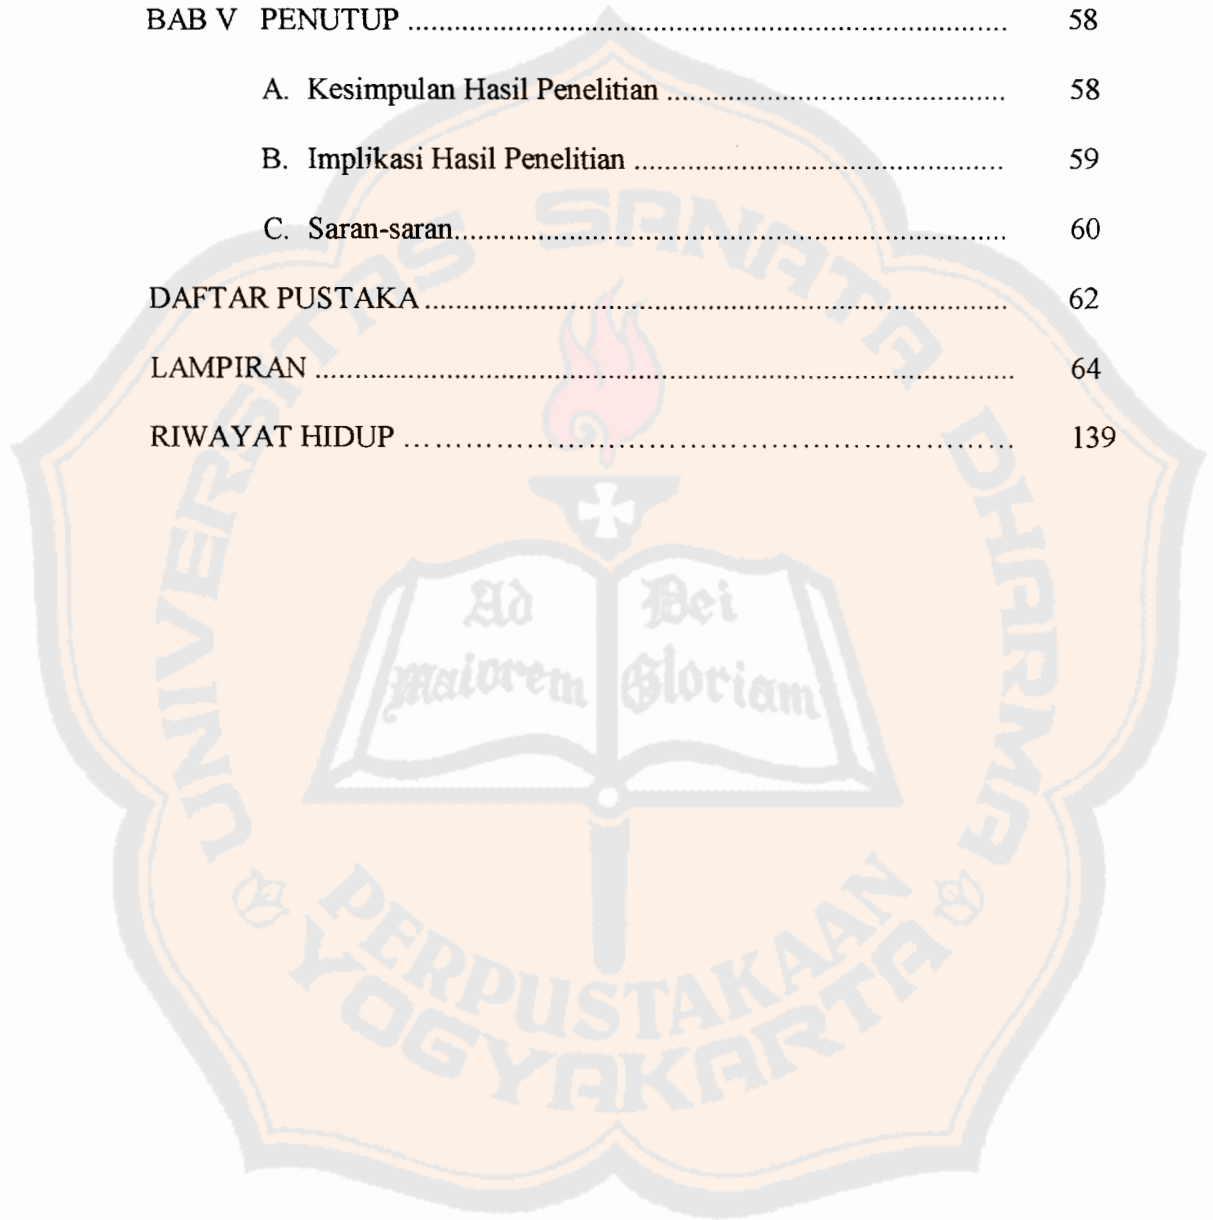 BAB V PENUTUP ........................................................ 58
A. Kesimpulan Hasil Penelitian ........................................ 58
B. Implikasi Hasil Penelitian ........................................ 59
C. Saran-saran ........................................ 60
DAFTAR PUSTAKA ........................................ 62
LAMPIRAN ........................................ 64
RIWAYAT HIDUP ........................................ 139
UNIVERSITAS SANATA DHARMA
Ad Dei
Maiorem Gloriam
PERPUSTAKAAN
YOGYAKARTA